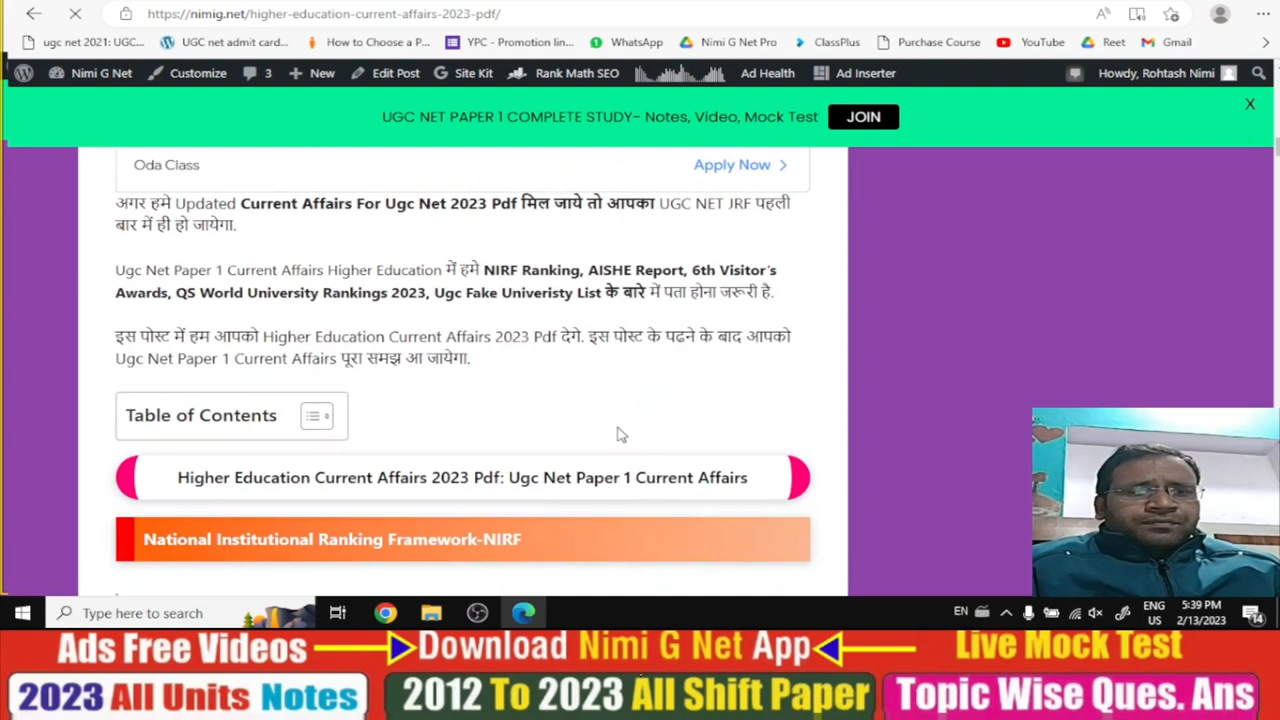 https://nimig.net/higher-education-current-affairs-2023-pdf/
ugc net 2021: UGC... UGC net admit card... How to Choose a P... YPC - Promotion lin... WhatsApp Nimi G Net Pro ClassPlus Purchase Course YouTube Reet Gmail
Nimi G Net Customize 3 New Edit Post Site Kit Rank Math SEO Ad Health Ad Inserter Howdy, Rohtash Nimi
UGC NET PAPER 1 COMPLETE STUDY- Notes, Video, Mock Test JOIN X
Oda Class Apply Now
अगर हमे Updated Current Affairs For Ugc Net 2023 Pdf मिल जाये तो आपका UGC NET JRF पहली
बार में ही हो जायेगा.
Ugc Net Paper 1 Current Affairs Higher Education में हमे NIRF Ranking, AISHE Report, 6th Visitor's
Awards, QS World University Rankings 2023, Ugc Fake Univeristy List के बारे में पता होना जरूरी है.
इस पोस्ट में हम आपको Higher Education Current Affairs 2023 Pdf देगे. इस पोस्ट के पढने के बाद आपको
Ugc Net Paper 1 Current Affairs पूरा समझ आ जायेगा.
Table of Contents
Higher Education Current Affairs 2023 Pdf: Ugc Net Paper 1 Current Affairs
National Institutional Ranking Framework-NIRF
Type here to search EN ENG 5:39 PM
US 2/13/2023 14
Ads Free Videos Download Nimi G Net App Live Mock Test
2023 All Units Notes 2012 To 2023 All Shift Paper Topic Wise Ques. Ans